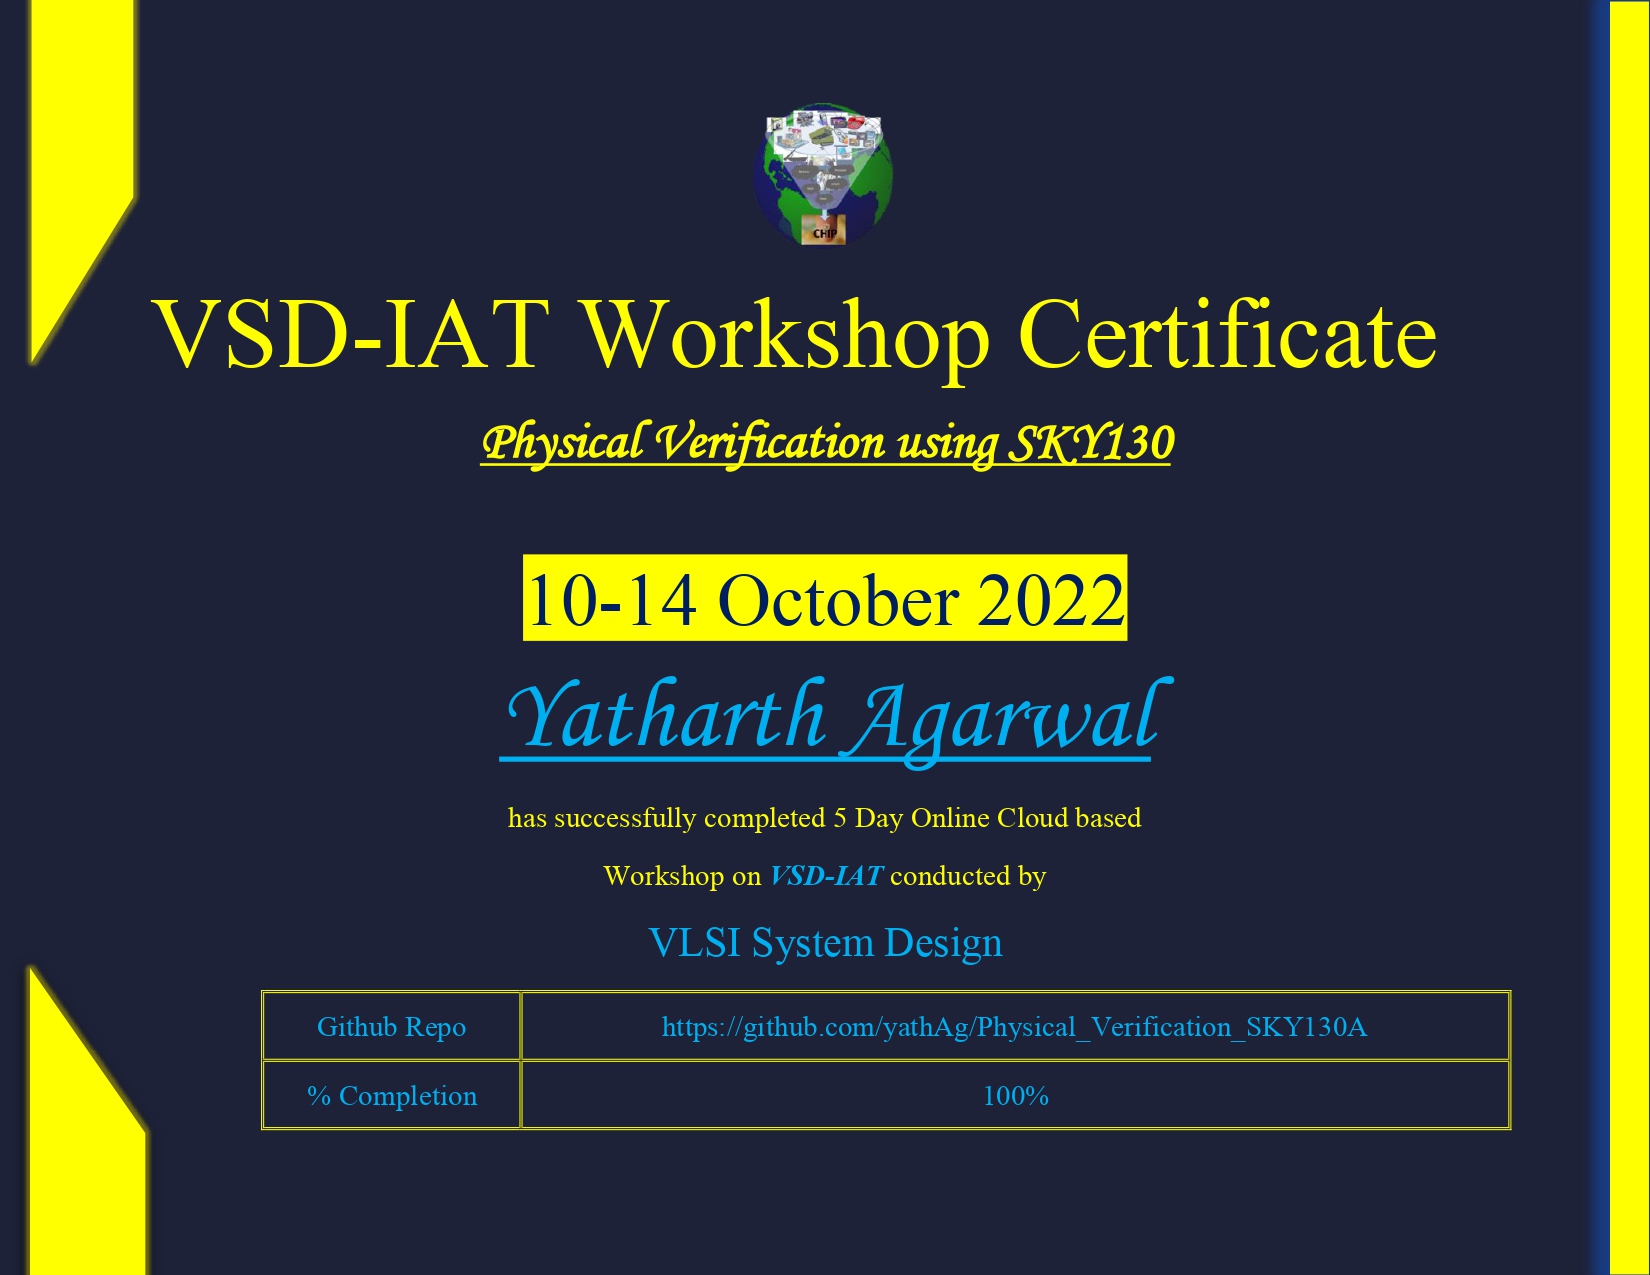 CHIP
VSD-IAT Workshop Certificate
Physical Verification using SKY130
10-14 October 2022
Yatharth Agarwal
has successfully completed 5 Day Online Cloud based
Workshop on VSD-IAT conducted by
VLSI System Design
Github Repo https://github.com/yathAg/Physical_Verification_SKY130A
% Completion 100%